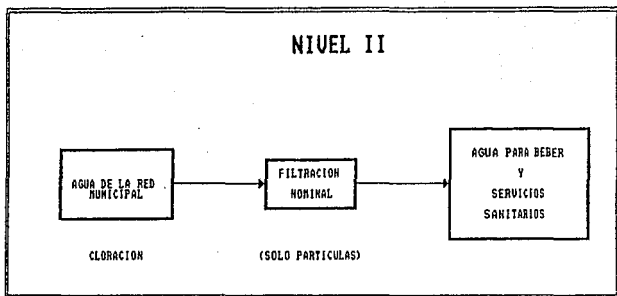 NIVEL II
AGUA DE LA RED
MUNICIPAL
FILTRACION
NOMINAL
AGUA PARA BEBER
Y
SERVICIOS
SANITARIOS
CLORACION
(SOLO PARTICULAS)